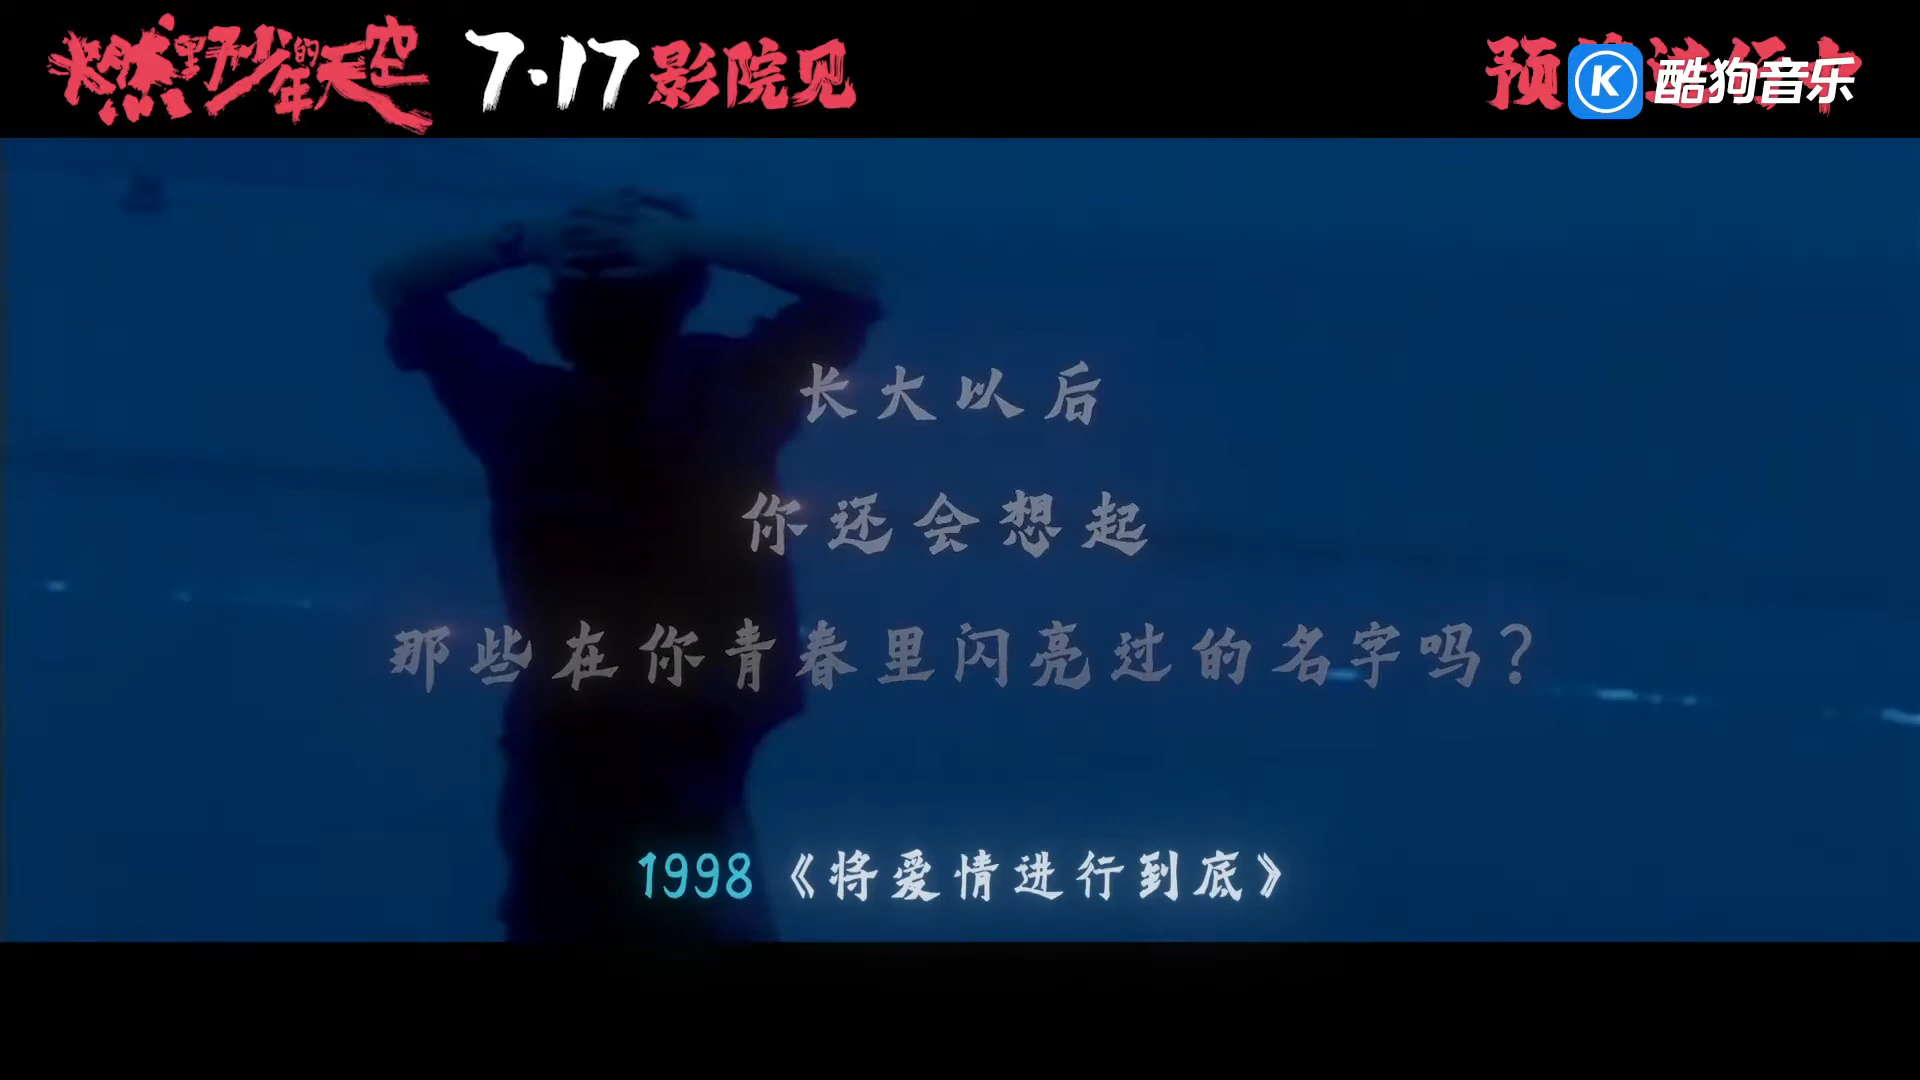 燃野少年的天空
7·17影院见
预
酷狗音乐
长大以后
你还会想起
那些在你青春里闪亮过的名字吗？
1998《将爱情进行到底》